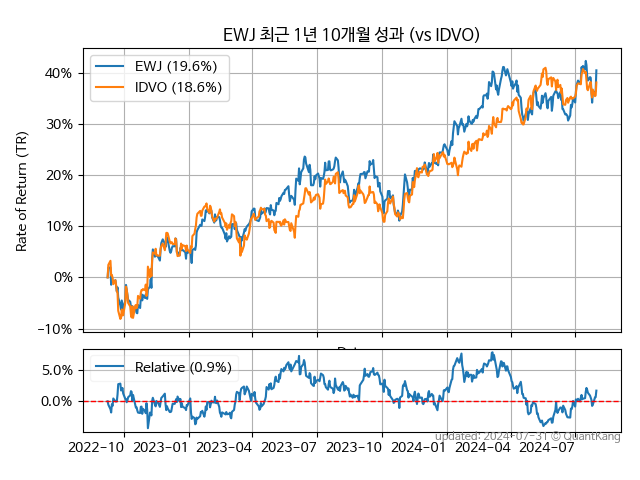 EWJ 최근 1년 10개월 성과 (vs IDVO)
EWJ (19.6%)
IDVO (18.6%)
Rate of Return (TR)
40%
30%
20%
10%
0%
−10%
Relative (0.9%)
5.0%
0.0%
2022−10 2023−01 2023−04 2023−07 2023−10 2024−01 2024−04 2024−07
updated: 2024-07-31 © QuantKang